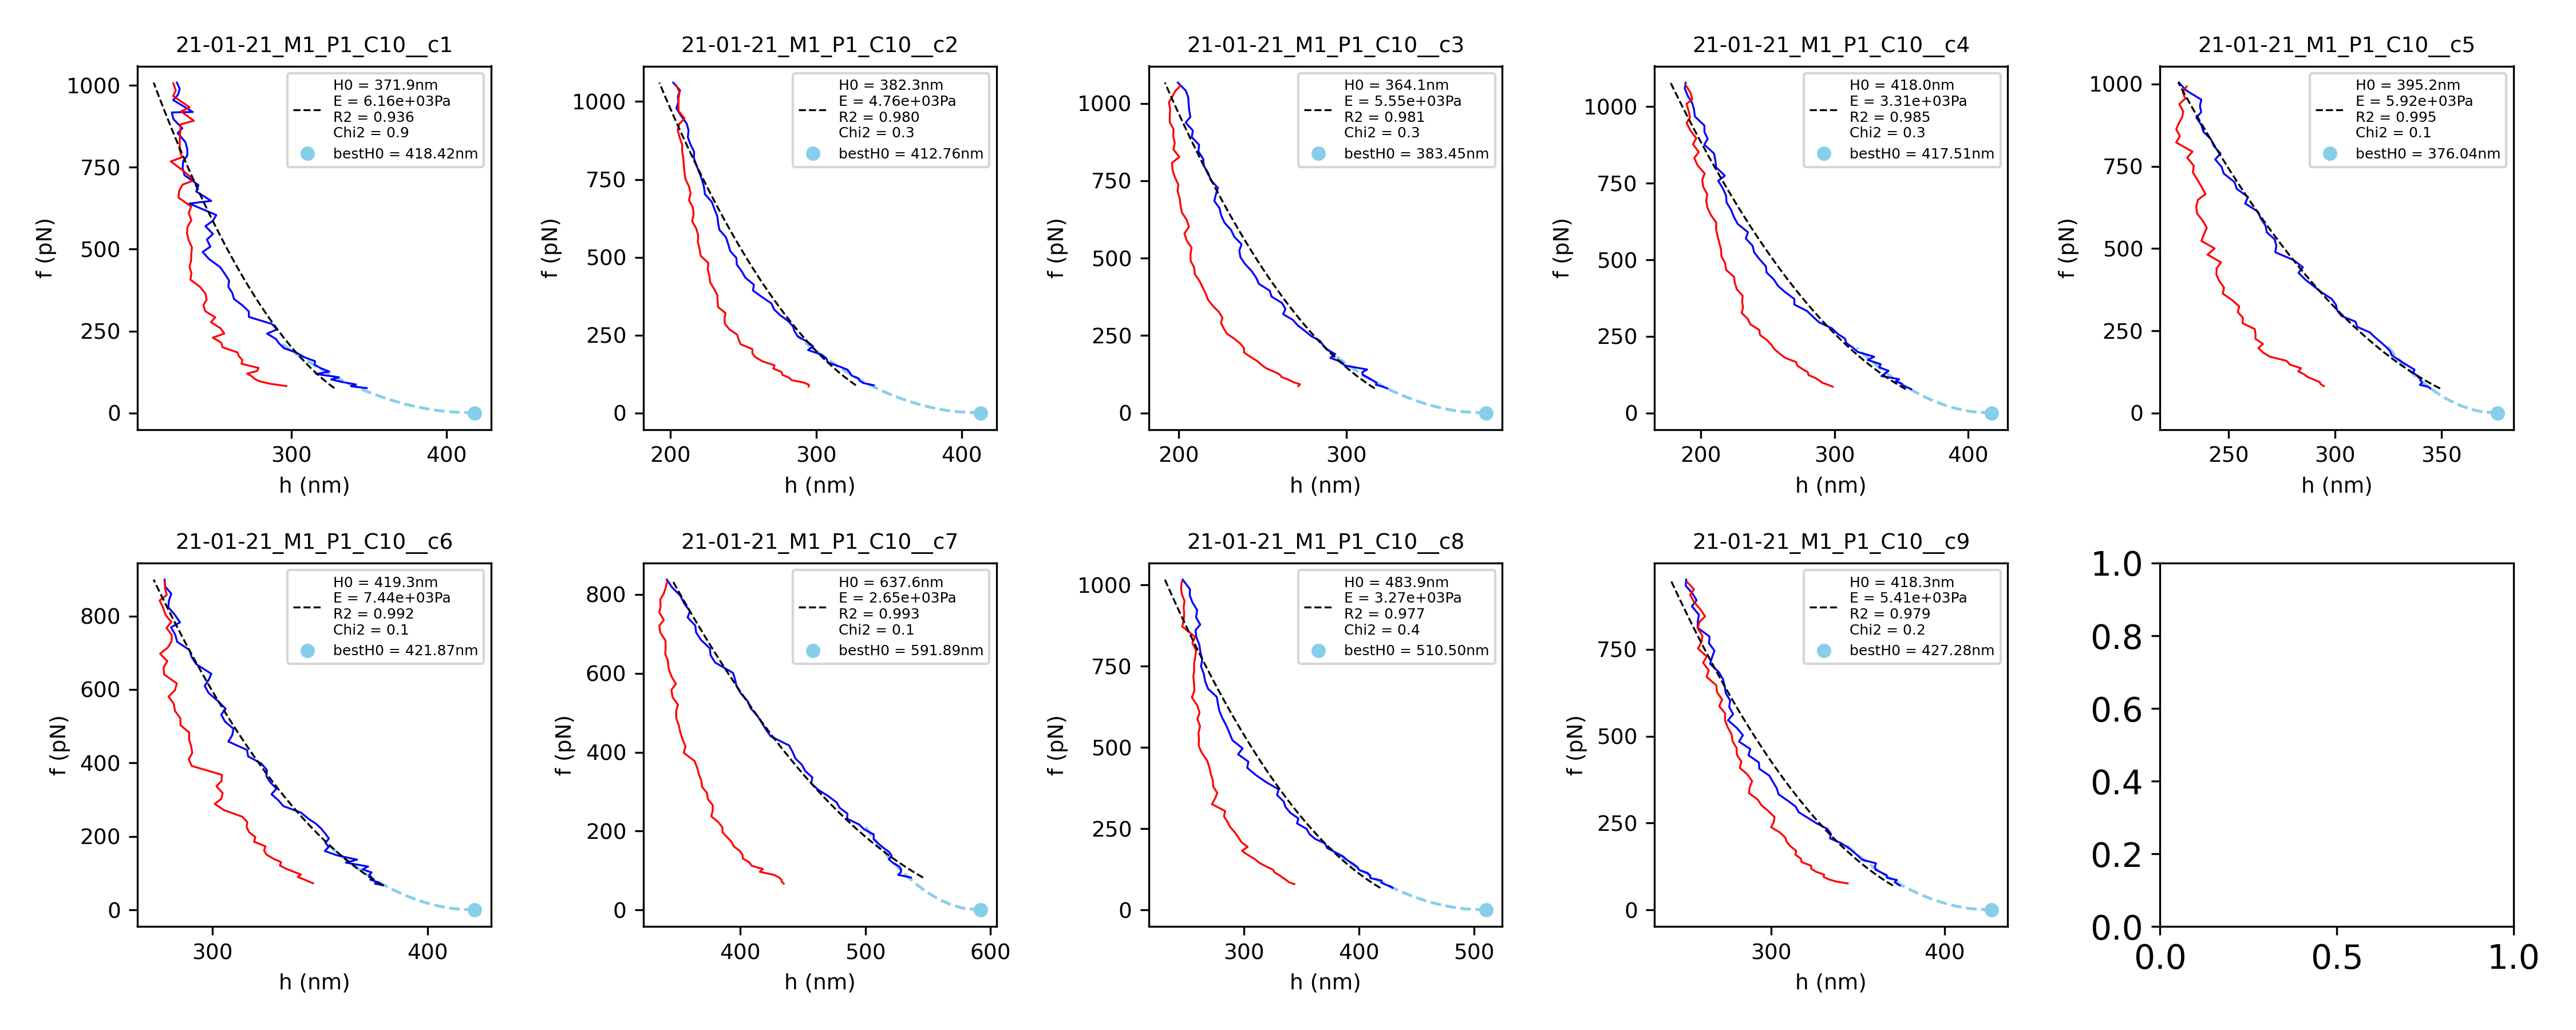 21-01-21_M1_P1_C10__c1
1000
750
500
250
0
f (pN)
300
400
h (nm)
H0 = 371.9nm
E = 6.16e+03Pa
R2 = 0.936
Chi2 = 0.9
bestH0 = 418.42nm
21-01-21_M1_P1_C10__c2
1000
750
500
250
0
f (pN)
200
300
400
h (nm)
H0 = 382.3nm
E = 4.76e+03Pa
R2 = 0.980
Chi2 = 0.3
bestH0 = 412.76nm
21-01-21_M1_P1_C10__c3
1000
750
500
250
0
f (pN)
200
300
h (nm)
H0 = 364.1nm
E = 5.55e+03Pa
R2 = 0.981
Chi2 = 0.3
bestH0 = 383.45nm
21-01-21_M1_P1_C10__c4
1000
750
500
250
0
f (pN)
200
300
400
h (nm)
H0 = 418.0nm
E = 3.31e+03Pa
R2 = 0.985
Chi2 = 0.3
bestH0 = 417.51nm
21-01-21_M1_P1_C10__c5
1000
750
500
250
0
f (pN)
250
300
350
h (nm)
H0 = 395.2nm
E = 5.92e+03Pa
R2 = 0.995
Chi2 = 0.1
bestH0 = 376.04nm
21-01-21_M1_P1_C10__c6
800
600
400
200
0
f (pN)
300
400
h (nm)
H0 = 419.3nm
E = 7.44e+03Pa
R2 = 0.992
Chi2 = 0.1
bestH0 = 421.87nm
21-01-21_M1_P1_C10__c7
800
600
400
200
0
f (pN)
400
500
600
h (nm)
H0 = 637.6nm
E = 2.65e+03Pa
R2 = 0.993
Chi2 = 0.1
bestH0 = 591.89nm
21-01-21_M1_P1_C10__c8
1000
750
500
250
0
f (pN)
300
400
500
h (nm)
H0 = 483.9nm
E = 3.27e+03Pa
R2 = 0.977
Chi2 = 0.4
bestH0 = 510.50nm
21-01-21_M1_P1_C10__c9
750
500
250
0
f (pN)
300
400
h (nm)
H0 = 418.3nm
E = 5.41e+03Pa
R2 = 0.979
Chi2 = 0.2
bestH0 = 427.28nm
1.0
0.8
0.6
0.4
0.2
0.0
0.0
0.5
1.0